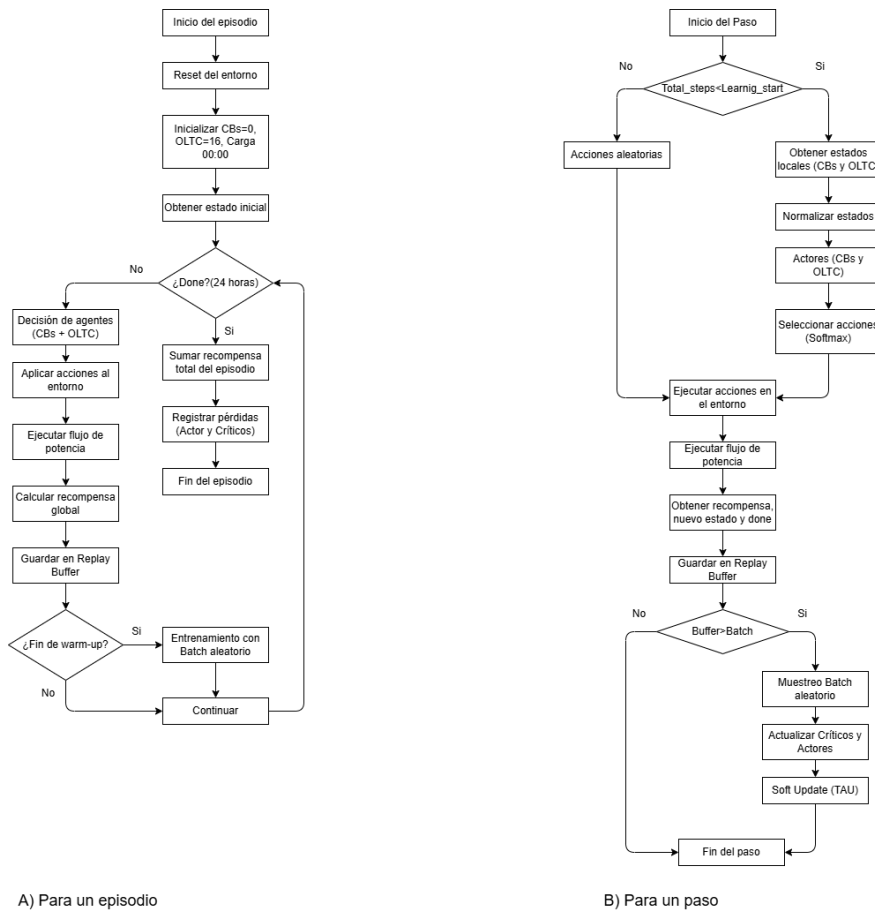 Inicio del episodio
Reset del entorno
Inicializar CBs=0,
OLTC=16, Carga
00:00
Obtener estado inicial
¿Done?(24 horas)
No
Si
Decisión de agentes
(CBs + OLTC)
Aplicar acciones al
entorno
Ejecutar flujo de
potencia
Calcular recompensa
global
Guardar en Replay
Buffer
¿Fin de warm-up?
Si
No
Entrenamiento con
Batch aleatorio
Continuar
Sumar recompensa
total del episodio
Registrar pérdidas
(Actor y Críticos)
Fin del episodio
A) Para un episodio
Inicio del Paso
Total_steps<Learnig_start
No
Si
Acciones aleatorias
Obtener estados
locales (CBs y OLTC)
Normalizar estados
Actores (CBs y
OLTC)
Seleccionar acciones
(Softmax)
Ejecutar acciones en
el entorno
Ejecutar flujo de
potencia
Obtener recompensa,
nuevo estado y done
Guardar en Replay
Buffer
Buffer>Batch
No
Si
Muestreo Batch
aleatorio
Actualizar Críticos y
Actores
Soft Update (TAU)
Fin del paso
B) Para un paso